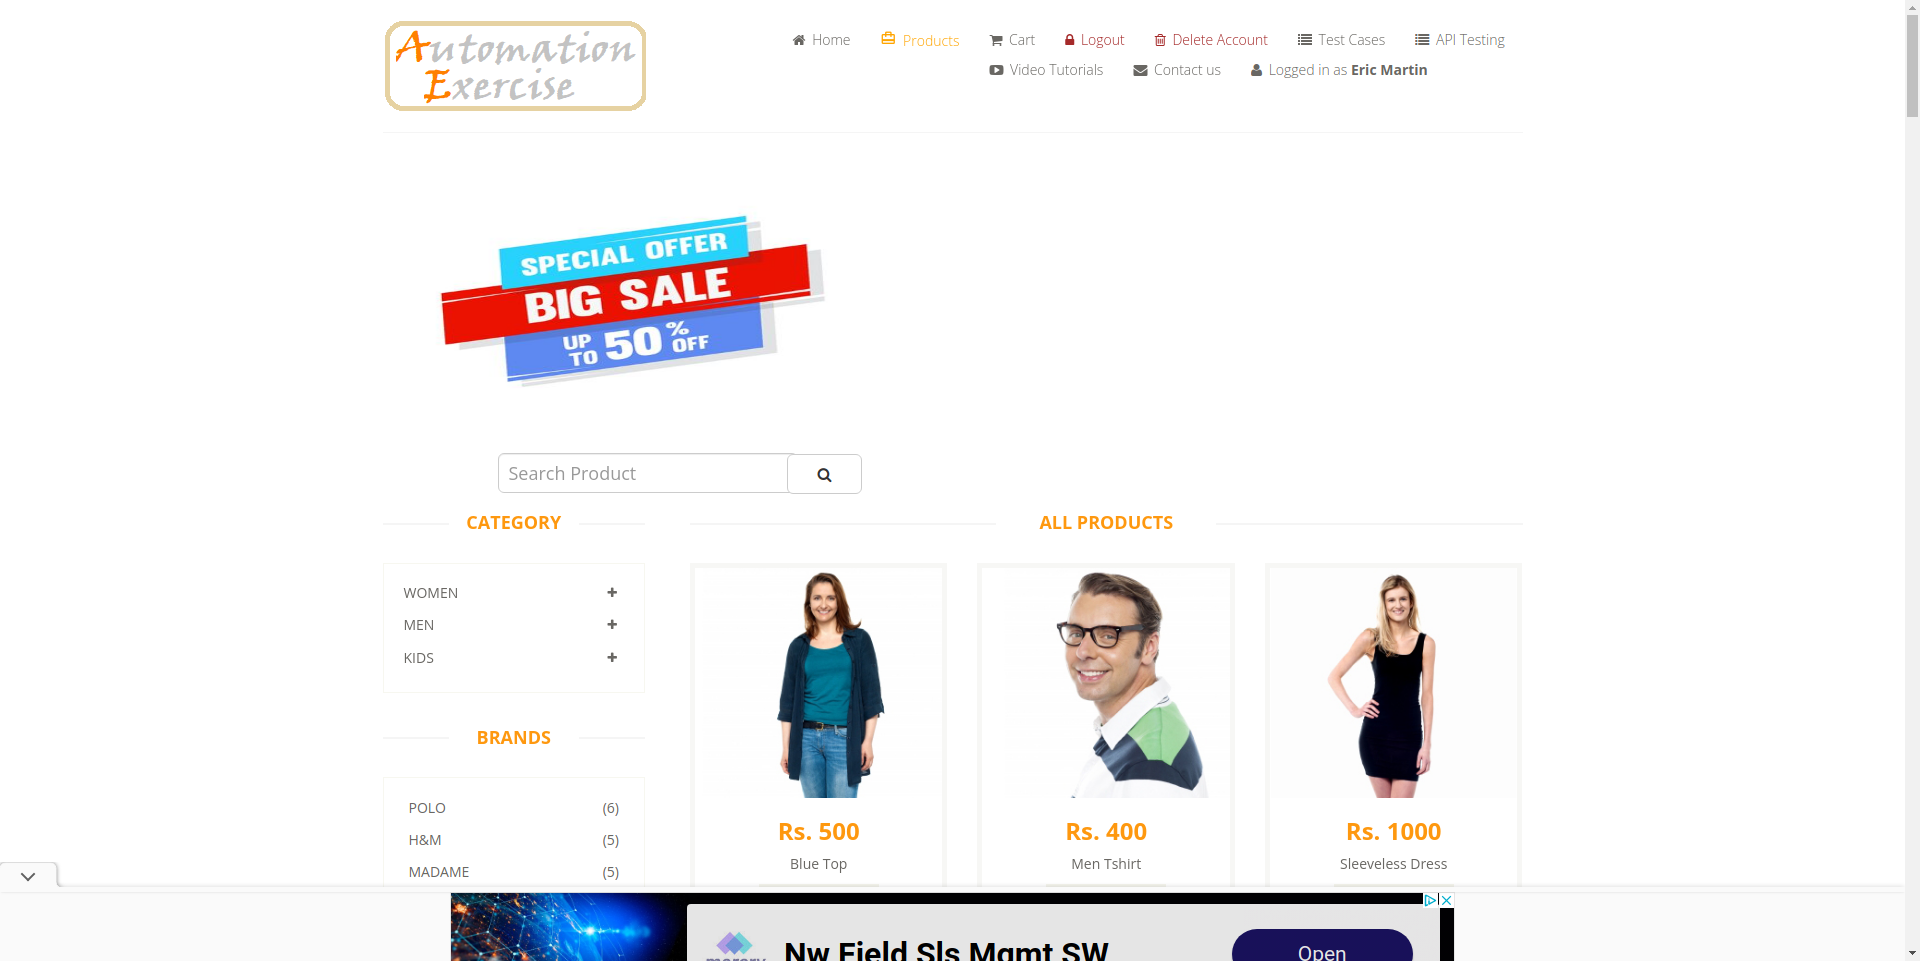 Automation
Exercise
Home
Products
Cart
Logout
Delete Account
Test Cases
API Testing
Video Tutorials
Contact us
Logged in as Eric Martin
SPECIAL OFFER
BIG SALE
UP TO 50% OFF
Search Product
CATEGORY
WOMEN
MEN
KIDS
BRANDS
POLO (6)
H&M (5)
MADAME (5)
ALL PRODUCTS
Rs. 500
Blue Top
Rs. 400
Men Tshirt
Rs. 1000
Sleeveless Dress
Nw Field Sls Mgmt SW
Open